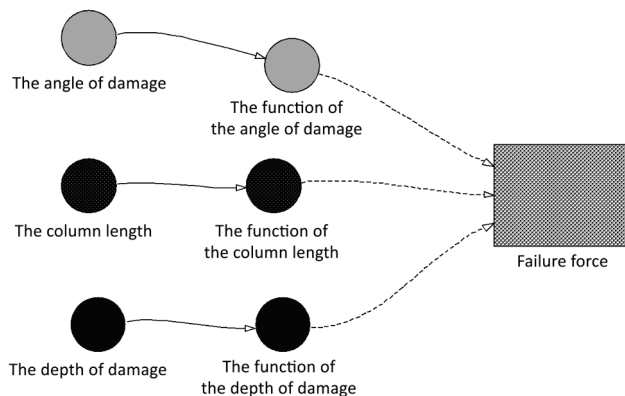 The angle of damage
The function of
the angle of damage
The column length
The function of
the column length
Failure force
The depth of damage
The function of
the depth of damage